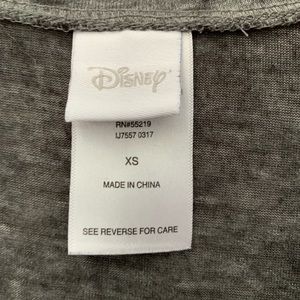 Disney
RN#55219
IJ7557 0317
XS
MADE IN CHINA
SEE REVERSE FOR CARE